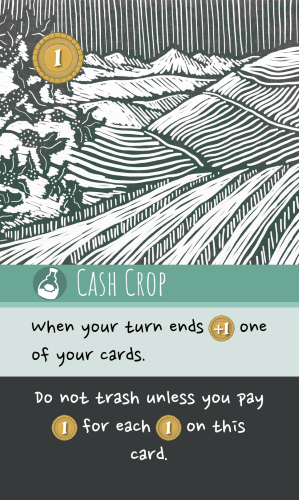 1
Cash Crop
When your turn ends +1 one
of your cards.
Do not trash unless you pay
1 for each 1 on this
card.